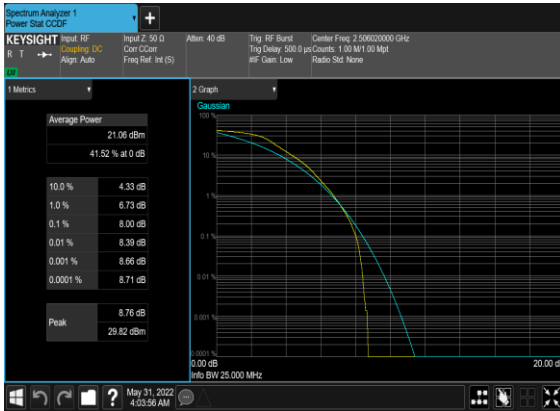 Spectrum Analyzer 1
Power Stat CCDF
KEYSIGHT
R T
Input: RF
Coupling: DC
Align: Auto
Input Z: 50 Ω
Corr CCorr
Freq Ref: Int (S)
Atten: 40 dB
Trig: RF Burst
Trig Delay: 500.0 µs
#IF Gain: Low
Center Freq: 2.506020000 GHz
Counts: 1.00 M/1.00 Mpt
Radio Std: None
1 Metrics
Average Power
21.06 dBm
41.52 % at 0 dB
10.0 % 4.33 dB
1.0 % 6.73 dB
0.1 % 8.00 dB
0.01 % 8.39 dB
0.001 % 8.66 dB
0.0001 % 8.71 dB
Peak
8.76 dB
29.82 dBm
2 Graph
Gaussian
100 %
10 %
1 %
0.1 %
0.01 %
0.001 %
0.0001 %
0.00 dB
20.00 d
Info BW 25.000 MHz
?
May 31, 2022
4:03:56 AM